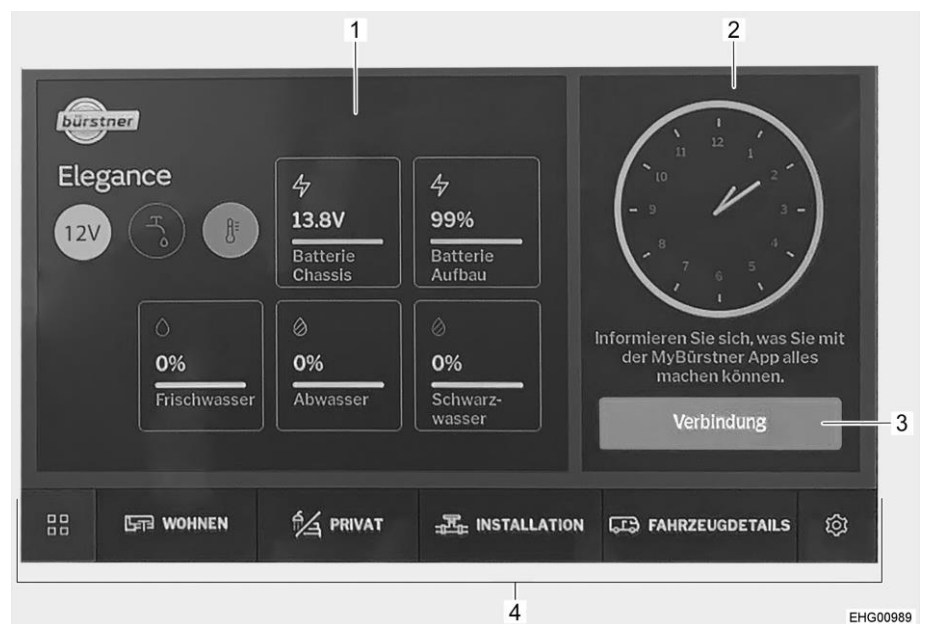 1
2
bürstner
Elegance
12V
13.8V
Batterie
Chassis
99%
Batterie
Aufbau
0%
Frischwasser
0%
Abwasser
0%
Schwarz-
wasser
12
1
2
3
4
5
6
7
8
9
10
11
Informieren Sie sich, was Sie mit
der MyBürstner App alles
machen können.
Verbindung
3
WOHNEN
PRIVAT
INSTALLATION
FAHRZEUGDETAILS
4
EHG00989